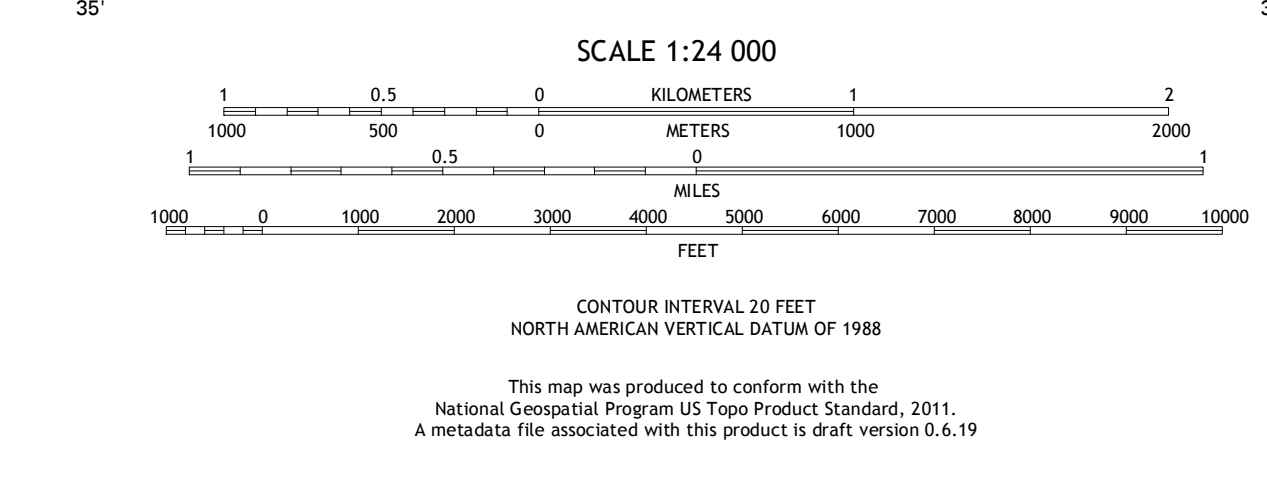 35'
SCALE 1:24 000
1 0.5 0 KILOMETERS 1 2
1000 500 0 METERS 1000 2000
1 0.5 0 1
MILES
1000 0 1000 2000 3000 4000 5000 6000 7000 8000 9000 10000
FEET
CONTOUR INTERVAL 20 FEET
NORTH AMERICAN VERTICAL DATUM OF 1988
This map was produced to conform with the
National Geospatial Program US Topo Product Standard, 2011.
A metadata file associated with this product is draft version 0.6.19